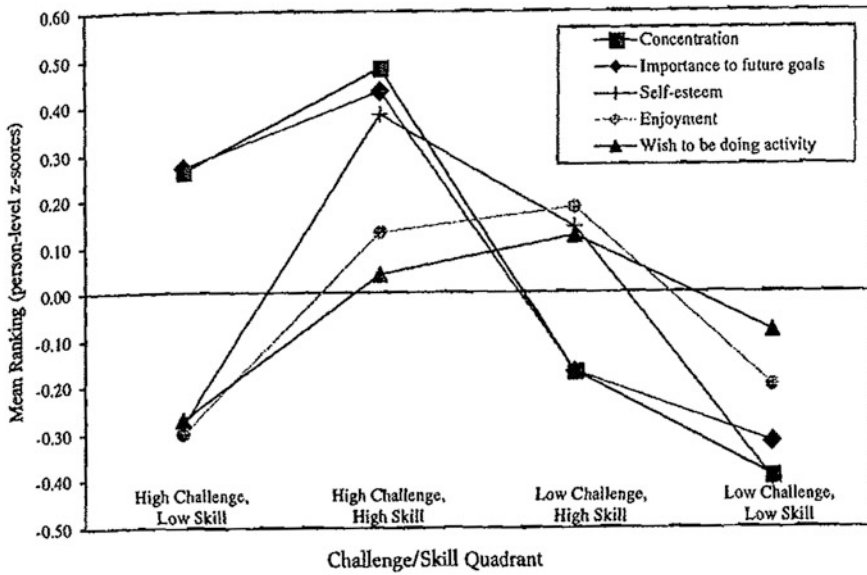 0.60
0.50
0.40
0.30
0.20
0.10
0.00
-0.10
-0.20
-0.30
-0.40
-0.50
Mean Ranking (person-level z-scores)
Concentration
Importance to future goals
Self-esteem
Enjoyment
Wish to be doing activity
High Challenge,
Low Skill
High Challenge,
High Skill
Low Challenge,
High Skill
Low Challenge,
Low Skill
Challenge/Skill Quadrant